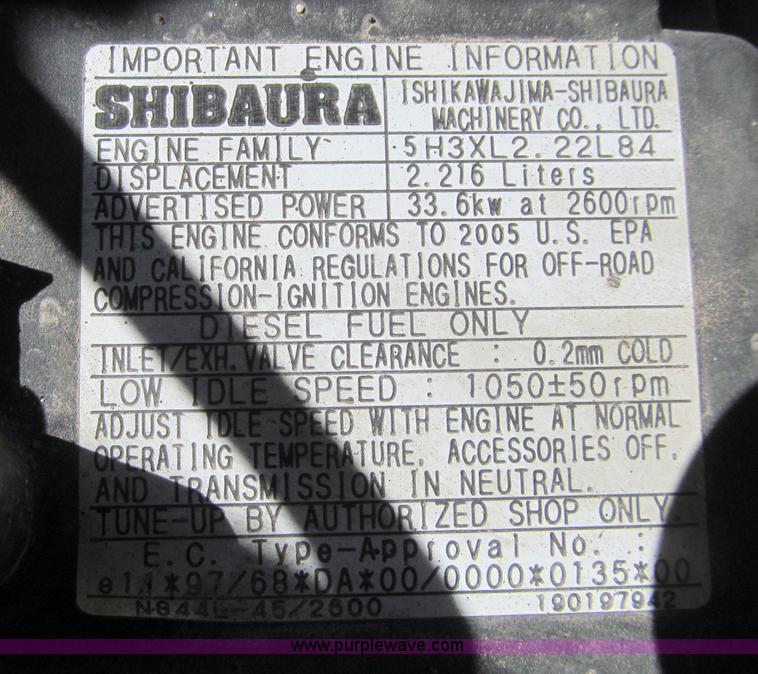 IMPORTANT ENGINE INFORMATION
SHIBAURA
ISHIKAWAJIMA-SHIBAURA
MACHINERY CO., LTD.
ENGINE FAMILY 5H3XL2.22L84
DISPLACEMENT 2.216 Liters
ADVERTISED POWER 33.6kw at 2600rpm
THIS ENGINE CONFORMS TO 2005 U.S. EPA
AND CALIFORNIA REGULATIONS FOR OFF-ROAD
COMPRESSION-IGNITION ENGINES.
DIESEL FUEL ONLY
INLET/EXH.VALVE CLEARANCE : 0.2mm COLD
LOW IDLE SPEED : 1050±50rpm
ADJUST IDLE SPEED WITH ENGINE AT NORMAL
OPERATING TEMPERATURE, ACCESSORIES OFF,
AND TRANSMISSION IN NEUTRAL.
TUNE-UP BY AUTHORIZED SHOP ONLY.
E.C. Type-Approval No. :
e11*97/68*DA*00/0000*0135*00
N844L-45/2600 190197942
www.purplewave.com